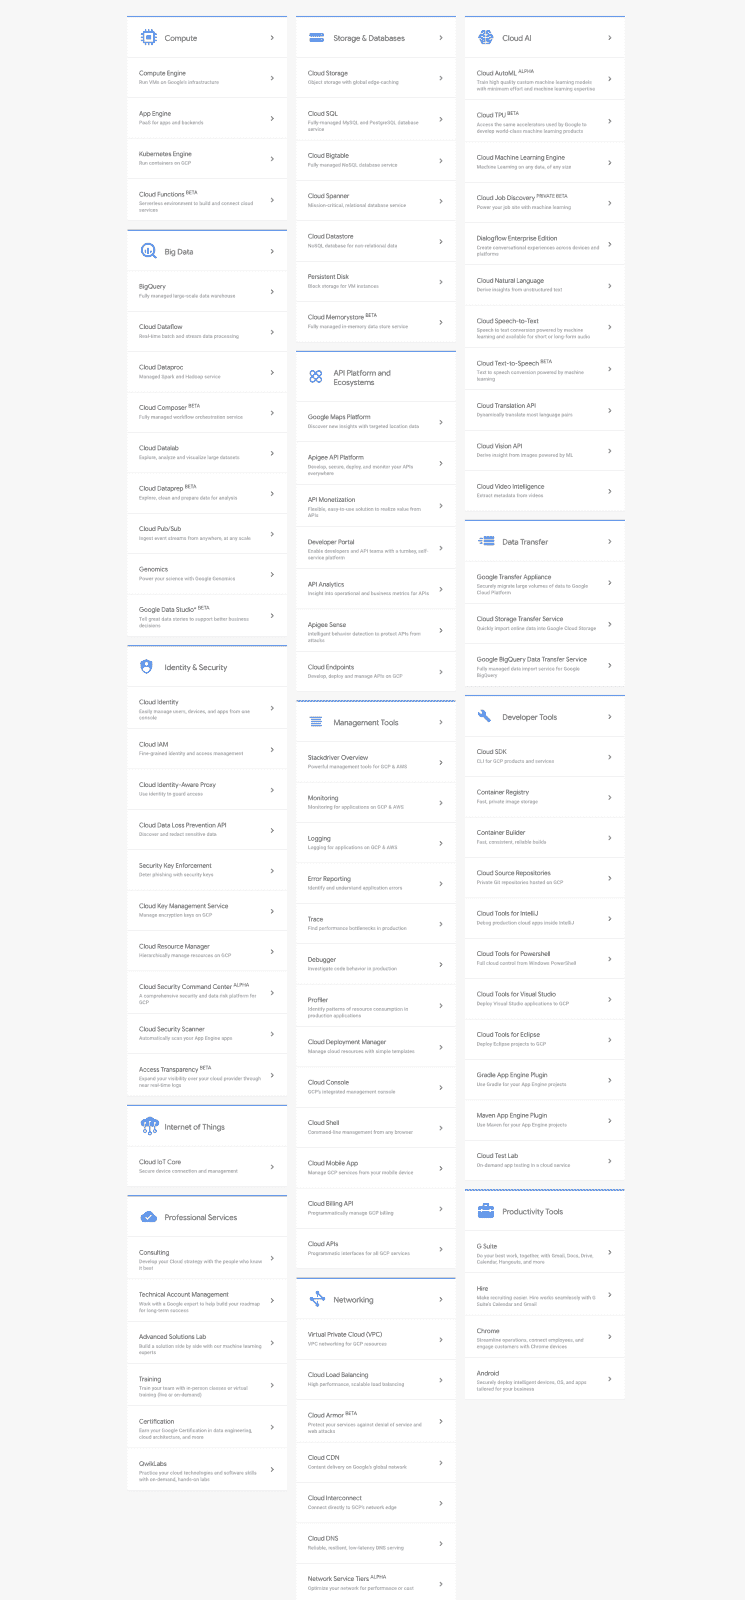 Compute
Compute Engine
Run VMs on Google's infrastructure
App Engine
PaaS for apps and backends
Kubernetes Engine
Run containers on GCP
Cloud Functions BETA
Serverless environment to build and connect cloud
services
Big Data
BigQuery
Fully managed large-scale data warehouse
Cloud Dataflow
Real-time batch and stream data processing
Cloud Dataproc
Managed Spark and Hadoop service
Cloud Composer BETA
Fully managed workflow orchestration service
Cloud Datalab
Explore, analyze and visualize large datasets
Cloud Dataprep BETA
Explore, clean and prepare data for analysis
Cloud Pub/Sub
Ingest event streams from anywhere, at any scale
Genomics
Power your science with Google Genomics
Google Data Studio* BETA
Tell great data stories to support better business
decisions
Identity & Security
Cloud Identity
Easily manage users, devices, and apps from one
console
Cloud IAM
Fine-grained identity and access management
Cloud Identity-Aware Proxy
Use identity to guard access
Cloud Data Loss Prevention API
Discover and redact sensitive data
Security Key Enforcement
Deter phishing with security keys
Cloud Key Management Service
Manage encryption keys on GCP
Cloud Resource Manager
Hierarchically manage resources on GCP
Cloud Security Command Center ALPHA
A comprehensive security and data risk platform for
GCP
Cloud Security Scanner
Automatically scan your App Engine apps
Access Transparency BETA
Expand your visibility over your cloud provider through
near real-time logs
Internet of Things
Cloud IoT Core
Secure device connection and management
Professional Services
Consulting
Develop your Cloud strategy with the people who know
it best
Technical Account Management
Work with a Google expert to help build your roadmap
for long-term success
Advanced Solutions Lab
Build a solution side by side with our machine learning
experts
Training
Train your team with in-person classes or virtual
training (live or on-demand)
Certification
Earn your Google Certification in data engineering,
cloud architecture, and more
QwikLabs
Practice your cloud technologies and software skills
with on-demand, hands-on labs
Storage & Databases
Cloud Storage
Object storage with global edge-caching
Cloud SQL
Fully-managed MySQL and PostgreSQL database
service
Cloud Bigtable
Fully managed NoSQL database service
Cloud Spanner
Mission-critical, relational database service
Cloud Datastore
NoSQL database for non-relational data
Persistent Disk
Block storage for VM instances
Cloud Memorystore BETA
Fully managed in-memory data store service
API Platform and
Ecosystems
Google Maps Platform
Discover new insights with targeted location data
Apigee API Platform
Develop, secure, deploy, and monitor your APIs
everywhere
API Monetization
Flexible, easy-to-use solution to realize value from
APIs
Developer Portal
Enable developers and API teams with a turnkey, self-
service platform
API Analytics
Insight into operational and business metrics for APIs
Apigee Sense
Intelligent behavior detection to protect APIs from
attacks
Cloud Endpoints
Develop, deploy and manage APIs on GCP
Management Tools
Stackdriver Overview
Powerful management tools for GCP & AWS
Monitoring
Monitoring for applications on GCP & AWS
Logging
Logging for applications on GCP & AWS
Error Reporting
Identify and understand application errors
Trace
Find performance bottlenecks in production
Debugger
Investigate code behavior in production
Profiler
Identify patterns of resource consumption in
production applications
Cloud Deployment Manager
Manage cloud resources with simple templates
Cloud Console
GCP's integrated management console
Cloud Shell
Command-line management from any browser
Cloud Mobile App
Manage GCP services from your mobile device
Cloud Billing API
Programmatically manage GCP billing
Cloud APIs
Programmatic interfaces for all GCP services
Networking
Virtual Private Cloud (VPC)
VPC networking for GCP resources
Cloud Load Balancing
High performance, scalable load balancing
Cloud Armor BETA
Protect your services against denial of service and
web attacks
Cloud CDN
Content delivery on Google's global network
Cloud Interconnect
Connect directly to GCP's network edge
Cloud DNS
Reliable, resilient, low-latency DNS serving
Network Service Tiers ALPHA
Optimize your network for performance or cost
Cloud AI
Cloud AutoML ALPHA
Train high quality custom machine learning models
with minimum effort and machine learning expertise
Cloud TPU BETA
Access the same accelerators used by Google to
develop world-class machine learning products
Cloud Machine Learning Engine
Machine Learning on any data, of any size
Cloud Job Discovery PRIVATE BETA
Power your job site with machine learning
Dialogflow Enterprise Edition
Create conversational experiences across devices and
platforms
Cloud Natural Language
Derive insights from unstructured text
Cloud Speech-to-Text
Speech to text conversion powered by machine
learning and available for short or long-form audio
Cloud Text-to-Speech BETA
Text to speech conversion powered by machine
learning
Cloud Translation API
Dynamically translate most language pairs
Cloud Vision API
Derive insight from images powered by ML
Cloud Video Intelligence
Extract metadata from videos
Data Transfer
Google Transfer Appliance
Securely migrate large volumes of data to Google
Cloud Platform
Cloud Storage Transfer Service
Quickly import online data into Google Cloud Storage
Google BigQuery Data Transfer Service
Fully managed data import service for Google
BigQuery
Developer Tools
Cloud SDK
CLI for GCP products and services
Container Registry
Fast, private image storage
Container Builder
Fast, consistent, reliable builds
Cloud Source Repositories
Private Git repositories hosted on GCP
Cloud Tools for IntelliJ
Debug production cloud apps inside IntelliJ
Cloud Tools for Powershell
Full cloud control from Windows PowerShell
Cloud Tools for Visual Studio
Deploy Visual Studio applications to GCP
Cloud Tools for Eclipse
Deploy Eclipse projects to GCP
Gradle App Engine Plugin
Use Gradle for your App Engine projects
Maven App Engine Plugin
Use Maven for your App Engine projects
Cloud Test Lab
On-demand app testing in a cloud service
Productivity Tools
G Suite
Do your best work, together, with Gmail, Docs, Drive,
Calendar, Hangouts, and more
Hire
Make recruiting easier. Hire works seamlessly with G
Suite's Calendar and Gmail
Chrome
Streamline operations, connect employees, and
engage customers with Chrome devices
Android
Securely deploy intelligent devices, OS, and apps
tailored for your business